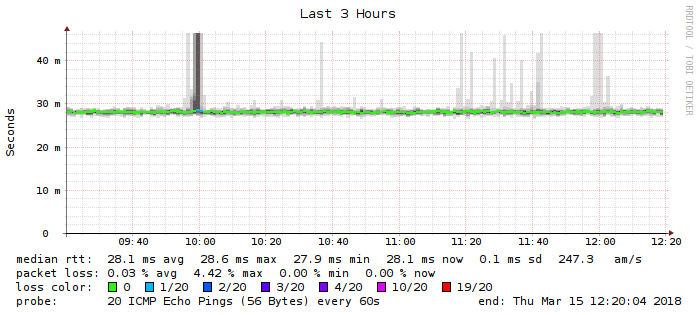 Last 3 Hours
RRDTOOL / TOBI OETIKER
Seconds
40 m
30 m
20 m
10 m
0
09:40 10:00 10:20 10:40 11:00 11:20 11:40 12:00 12:20
median rtt: 28.1 ms avg 28.6 ms max 27.9 ms min 28.1 ms now 0.1 ms sd 247.3 am/s
packet loss: 0.03 % avg 4.42 % max 0.00 % min 0.00 % now
loss color: 0 1/20 2/20 3/20 4/20 10/20 19/20
probe: 20 ICMP Echo Pings (56 Bytes) every 60s end: Thu Mar 15 12:20:04 2018